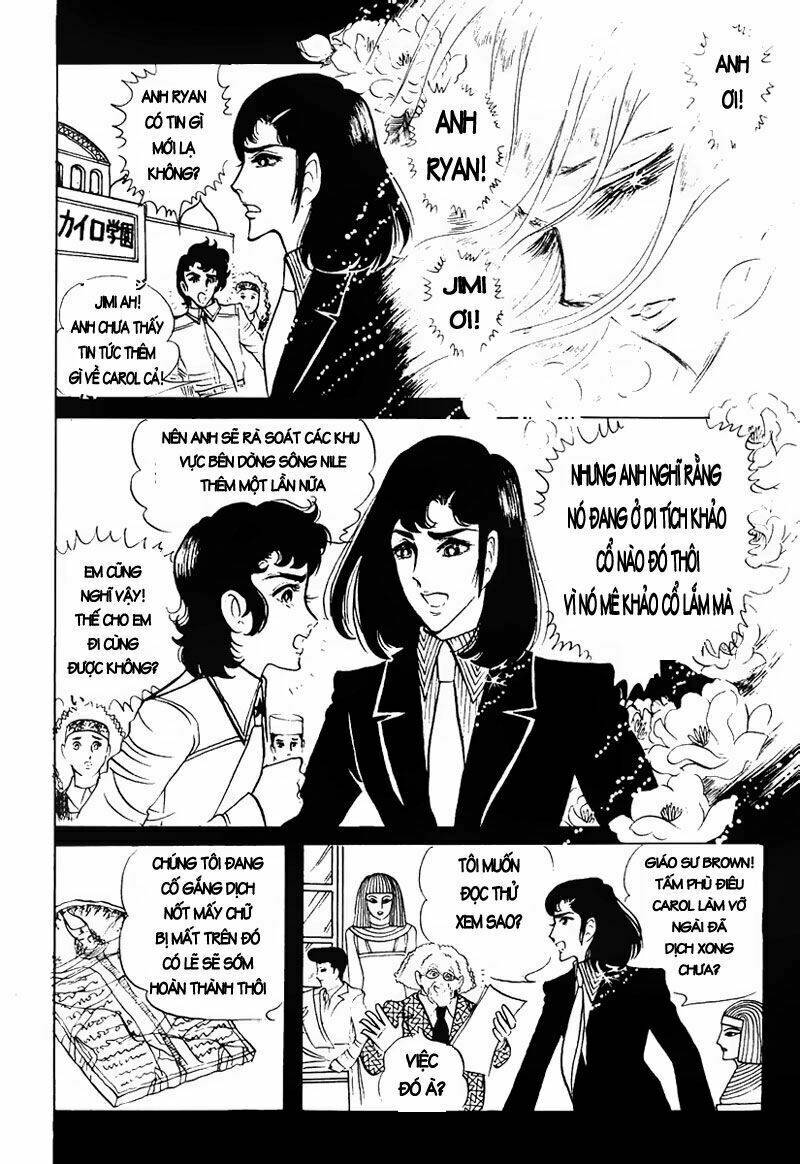 ANH
ƠI!
ANH
RYAN!
JIMI
ƠI!
ANH RYAN
CÓ TIN GÌ
MỚI LẠ
KHÔNG?
カイロ学園
JIMI AH!
ANH CHƯA THẤY
TIN TỨC THÊM
GÌ VỀ CAROL CẢ!
NHƯNG ANH NGHĨ RẰNG
NÓ ĐANG Ở DI TÍCH KHẢO
CỔ NÀO ĐÓ THÔI
VÌ NÓ MÊ KHẢO CỔ LẮM MÀ
NÊN ANH SẼ RÀ SOÁT CÁC KHU
VỰC BÊN DÒNG SÔNG NILE
THÊM MỘT LẦN NỮA
EM CŨNG
NGHĨ VẬY!
THẾ CHO EM
ĐI CÙNG
ĐƯỢC KHÔNG?
GIÁO SƯ BROWN!
TẤM PHÙ ĐIÊU
CAROL LÀM VỠ
NGÀI ĐÃ
DỊCH XONG
CHƯA?
TÔI MUỐN
ĐỌC THỬ
XEM SAO?
VIỆC
ĐÓ À?
CHÚNG TÔI ĐANG
CỐ GẮNG DỊCH
NỐT MẤY CHỮ
BỊ MẤT TRÊN ĐÓ
CÓ LẼ SẼ SỚM
HOÀN THÀNH THÔI